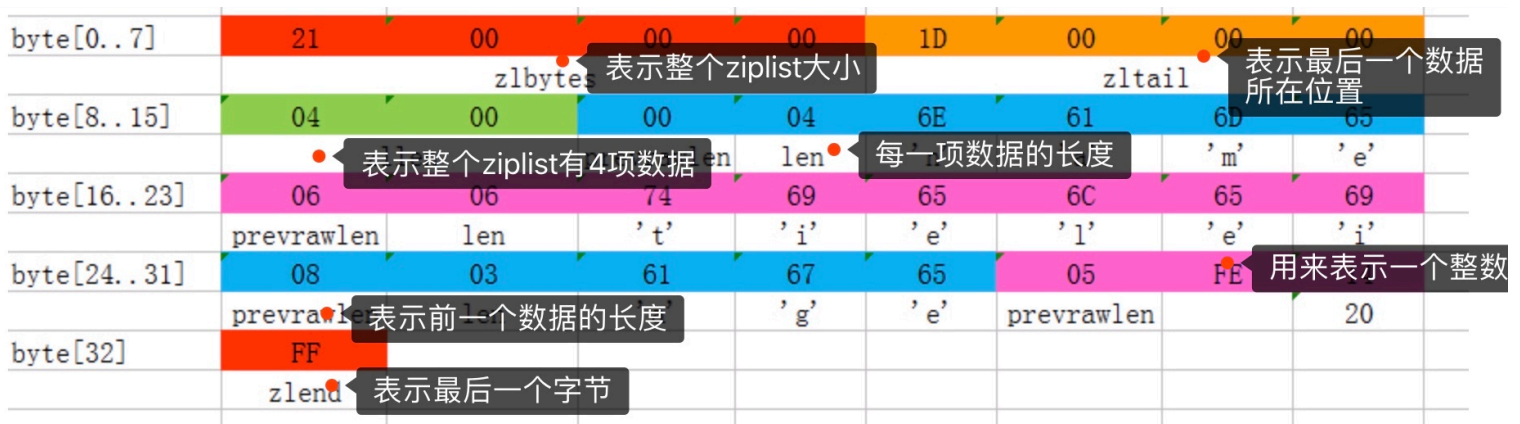 byte[0..7] 21 00 00 00 1D 00 00 00
zlbytes 表示整个ziplist大小 zltail 表示最后一个数据
所在位置
byte[8..15] 04 00 00 04 6E 61 6D 65
表示整个ziplist有4项数据 len 每一项数据的长度 'm' 'e'
byte[16..23] 06 06 74 69 65 6C 65 69
prevrawlen len 't' 'i' 'e' 'l' 'e' 'i'
byte[24..31] 08 03 61 67 65 05 FE 用来表示一个整数
prevrawlen 表示前一个数据的长度 'g' 'e' prevrawlen 20
byte[32] FF
zlend 表示最后一个字节